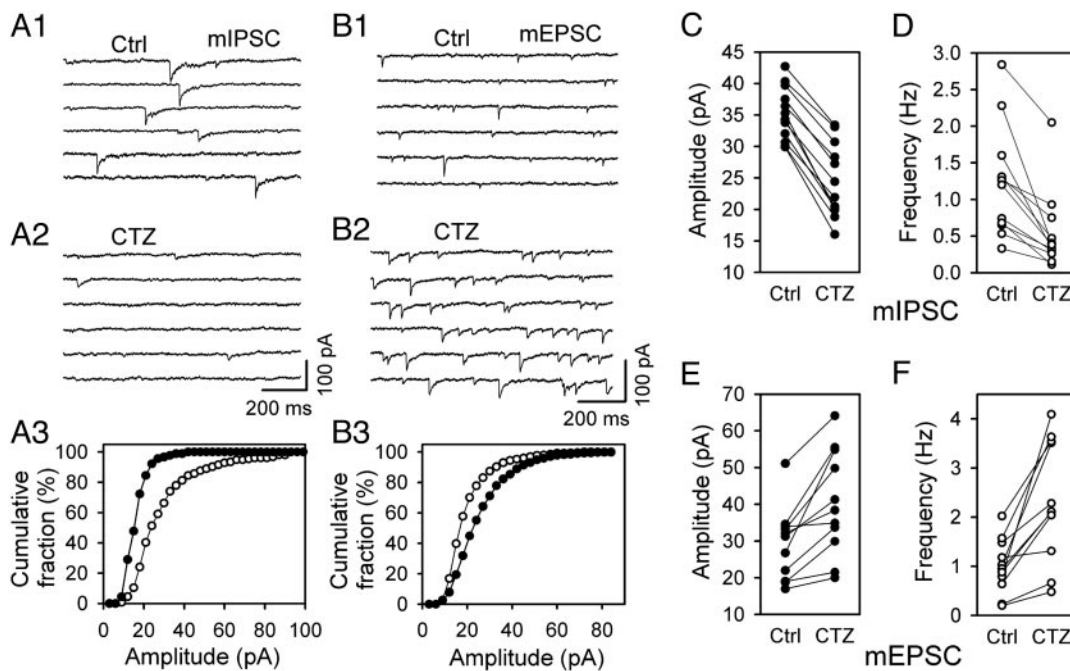 A1
Ctrl mIPSC
B1
Ctrl mEPSC
A2
CTZ
100 pA
200 ms
B2
CTZ
100 pA
200 ms
A3
Cumulative
fraction (%)
100
80
60
40
20
0
0 20 40 60 80 100
Amplitude (pA)
B3
Cumulative
fraction (%)
100
80
60
40
20
0
0 20 40 60 80
Amplitude (pA)
C
Amplitude (pA)
45
40
35
30
25
20
15
10
Ctrl CTZ
D
Frequency (Hz)
3.0
2.5
2.0
1.5
1.0
0.5
0.0
Ctrl CTZ
mIPSC
E
Amplitude (pA)
70
60
50
40
30
20
10
Ctrl CTZ
F
Frequency (Hz)
4
3
2
1
0
Ctrl CTZ
mEPSC